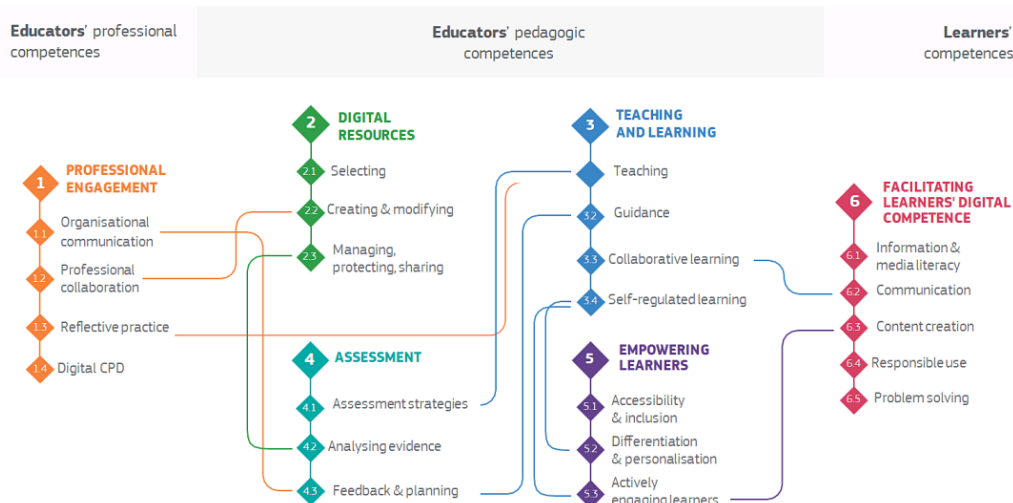 Educators' professional
competences
Educators' pedagogic
competences
Learners'
competences
1
PROFESSIONAL
ENGAGEMENT
1.1
Organisational
communication
1.2
Professional
collaboration
1.3
Reflective practice
1.4
Digital CPD
2
DIGITAL
RESOURCES
2.1
Selecting
2.2
Creating & modifying
2.3
Managing,
protecting, sharing
3
TEACHING
AND LEARNING
Teaching
3.2
Guidance
3.3
Collaborative learning
3.4
Self-regulated learning
4
ASSESSMENT
4.1
Assessment strategies
4.2
Analysing evidence
4.3
Feedback & planning
5
EMPOWERING
LEARNERS
5.1
Accessibility
& inclusion
5.2
Differentiation
& personalisation
5.3
Actively
engaging learners
6
FACILITATING
LEARNERS' DIGITAL
COMPETENCE
6.1
Information &
media literacy
6.2
Communication
6.3
Content creation
6.4
Responsible use
6.5
Problem solving